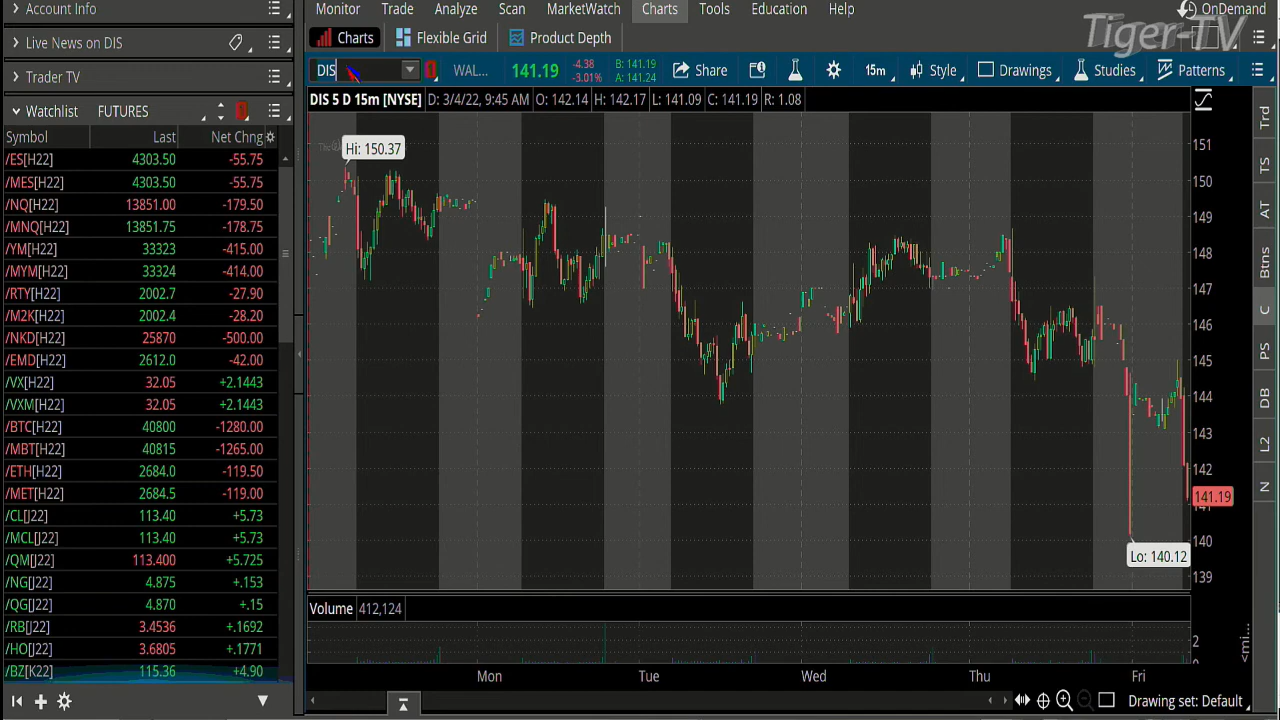 Account Info
Live News on DIS
Trader TV
Watchlist FUTURES
Symbol Last Net Chng
/ES[H22] 4303.50 -55.75
/MES[H22] 4303.50 -55.75
/NQ[H22] 13851.00 -179.50
/MNQ[H22] 13851.75 -178.75
/YM[H22] 33323 -415.00
/MYM[H22] 33324 -414.00
/RTY[H22] 2002.7 -27.90
/M2K[H22] 2002.4 -28.20
/NKD[H22] 25870 -500.00
/EMD[H22] 2612.0 -42.00
/VX[H22] 32.05 +2.1443
/VXM[H22] 32.05 +2.1443
/BTC[H22] 40800 -1280.00
/MBT[H22] 40815 -1265.00
/ETH[H22] 2684.0 -119.50
/MET[H22] 2684.5 -119.00
/CL[J22] 113.40 +5.73
/MCL[J22] 113.40 +5.73
/QM[J22] 113.400 +5.725
/NG[J22] 4.875 +.153
/QG[J22] 4.870 +.15
/RB[J22] 3.4536 +.1692
/HO[J22] 3.6805 +.1771
/BZ[K22] 115.36 +4.90
Monitor Trade Analyze Scan MarketWatch Charts Tools Education Help OnDemand
Tiger-TV
Charts Flexible Grid Product Depth
DIS WAL... 141.19 -4.38 B: 141.19 Share 15m Style Drawings Studies Patterns
-3.01% A: 141.24
DIS 5 D 15m [NYSE] D: 3/4/22, 9:45 AM O: 142.14 H: 142.17 L: 141.09 C: 141.19 R: 1.08
Hi: 150.37
151
150
149
148
147
146
145
144
143
142
141.19
141
140
Lo: 140.12
139
Volume 412,124
2
0
Mon Tue Wed Thu Fri
Drawing set: Default
Trd
TS
AT
Btns
C
PS
DB
L2
N
<mi...